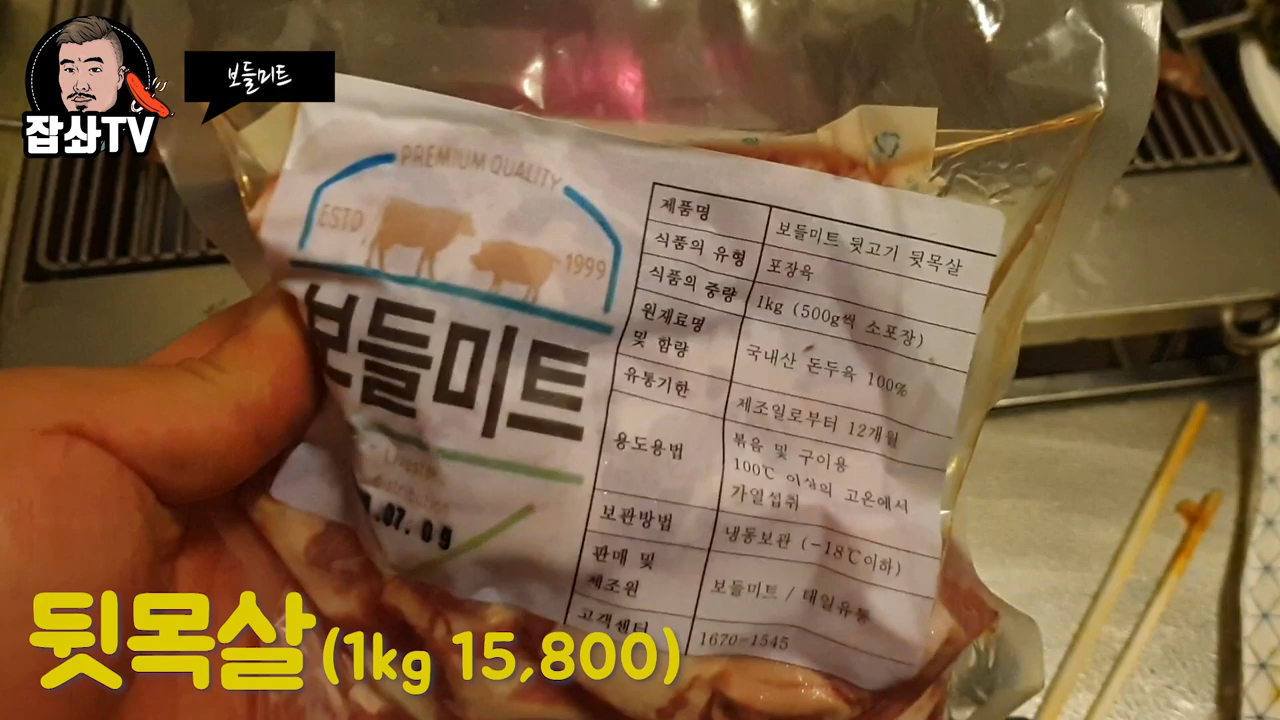 잡솨TV
보들미트
PREMIUM QUALITY
ESTD
1999
보들미트
.07.09
제품명 보들미트 뒷고기 뒷목살
식품의 유형 포장육
식품의 중량 1kg (500g씩 소포장)
원재료명
및 함량 국내산 돈두육 100%
유통기한 제조일로부터 12개월
용도용법 볶음 및 구이용
100℃ 이상의 고온에서
가열섭취
보관방법 냉동보관 (-18℃이하)
판매 및
제조원 보들미트 / 태일유통
고객센터 1670-1545
뒷목살(1kg 15,800)